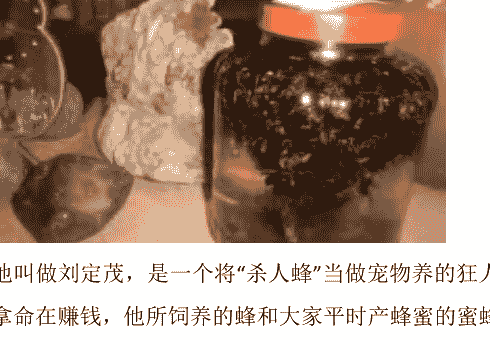 他叫做刘定茂，是一个将“杀人蜂”当做宠物养的狂人
拿命在赚钱，他所饲养的蜂和大家平时产蜂蜜的蜜蜂